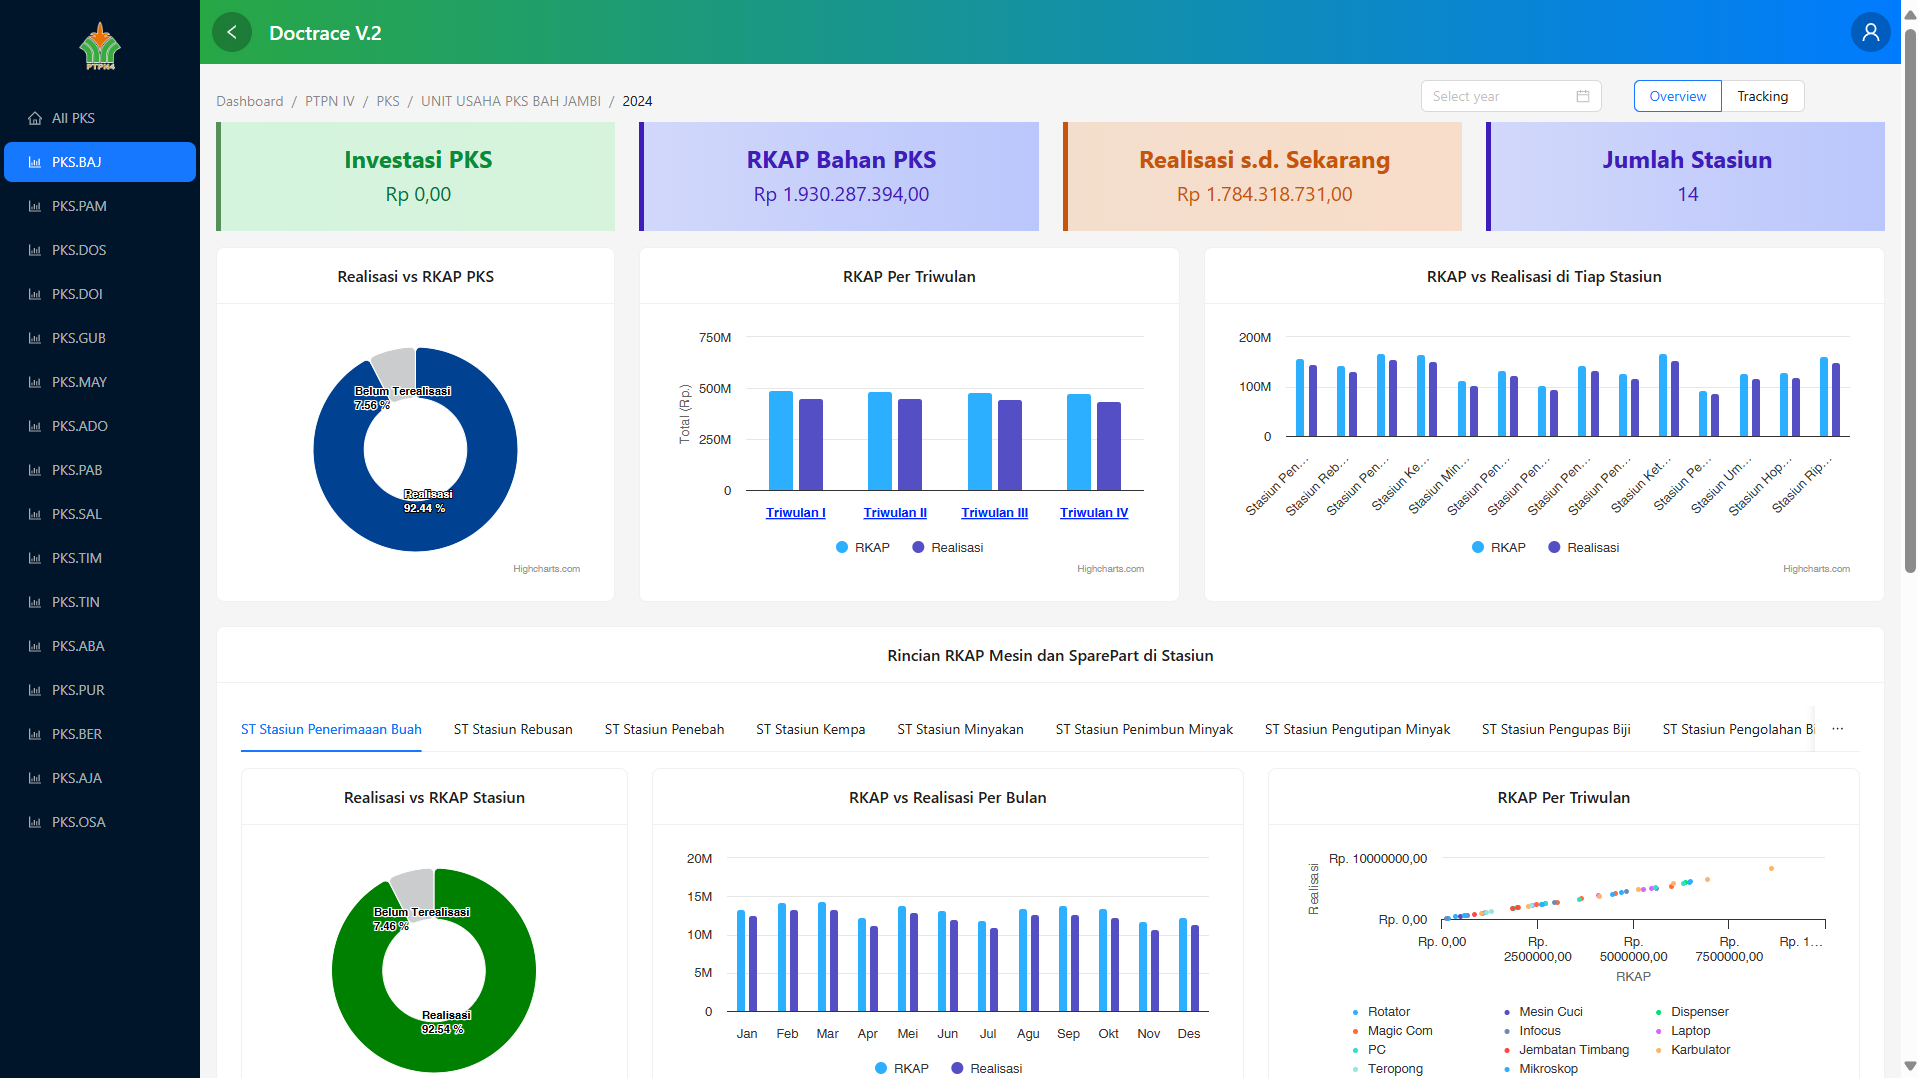 PTPN4
Doctrace V.2
All PKS
PKS.BAJ
PKS.PAM
PKS.DOS
PKS.DOI
PKS.GUB
PKS.MAY
PKS.ADO
PKS.PAB
PKS.SAL
PKS.TIM
PKS.TIN
PKS.ABA
PKS.PUR
PKS.BER
PKS.AJA
PKS.OSA
Dashboard / PTPN IV / PKS / UNIT USAHA PKS BAH JAMBI / 2024
Select year
Overview
Tracking
Investasi PKS
Rp 0,00
RKAP Bahan PKS
Rp 1.930.287.394,00
Realisasi s.d. Sekarang
Rp 1.784.318.731,00
Jumlah Stasiun
14
Realisasi vs RKAP PKS
Belum Terealisasi
7.56 %
Realisasi
92.44 %
Highcharts.com
RKAP Per Triwulan
Total (Rp.)
750M
500M
250M
0
Triwulan I
Triwulan II
Triwulan III
Triwulan IV
RKAP
Realisasi
Highcharts.com
RKAP vs Realisasi di Tiap Stasiun
200M
100M
0
Stasiun Pen…
Stasiun Reb…
Stasiun Pen…
Stasiun Ke…
Stasiun Min…
Stasiun Pen…
Stasiun Pen…
Stasiun Pen…
Stasiun Pen…
Stasiun Ket…
Stasiun Pe…
Stasiun Um…
Stasiun Hop…
Stasiun Rip…
RKAP
Realisasi
Highcharts.com
Rincian RKAP Mesin dan SparePart di Stasiun
ST Stasiun Penerimaaan Buah
ST Stasiun Rebusan
ST Stasiun Penebah
ST Stasiun Kempa
ST Stasiun Minyakan
ST Stasiun Penimbun Minyak
ST Stasiun Pengutipan Minyak
ST Stasiun Pengupas Biji
ST Stasiun Pengolahan Bi
···
Realisasi vs RKAP Stasiun
Belum Terealisasi
7.46 %
Realisasi
92.54 %
RKAP vs Realisasi Per Bulan
20M
15M
10M
5M
0
Jan
Feb
Mar
Apr
Mei
Jun
Jul
Agu
Sep
Okt
Nov
Des
RKAP
Realisasi
RKAP Per Triwulan
Realisasi
Rp. 10000000,00
Rp. 0,00
Rp. 0,00
Rp.
2500000,00
Rp.
5000000,00
Rp.
7500000,00
Rp. 1…
RKAP
Rotator
Mesin Cuci
Dispenser
Magic Com
Infocus
Laptop
PC
Jembatan Timbang
Karbulator
Teropong
Mikroskop